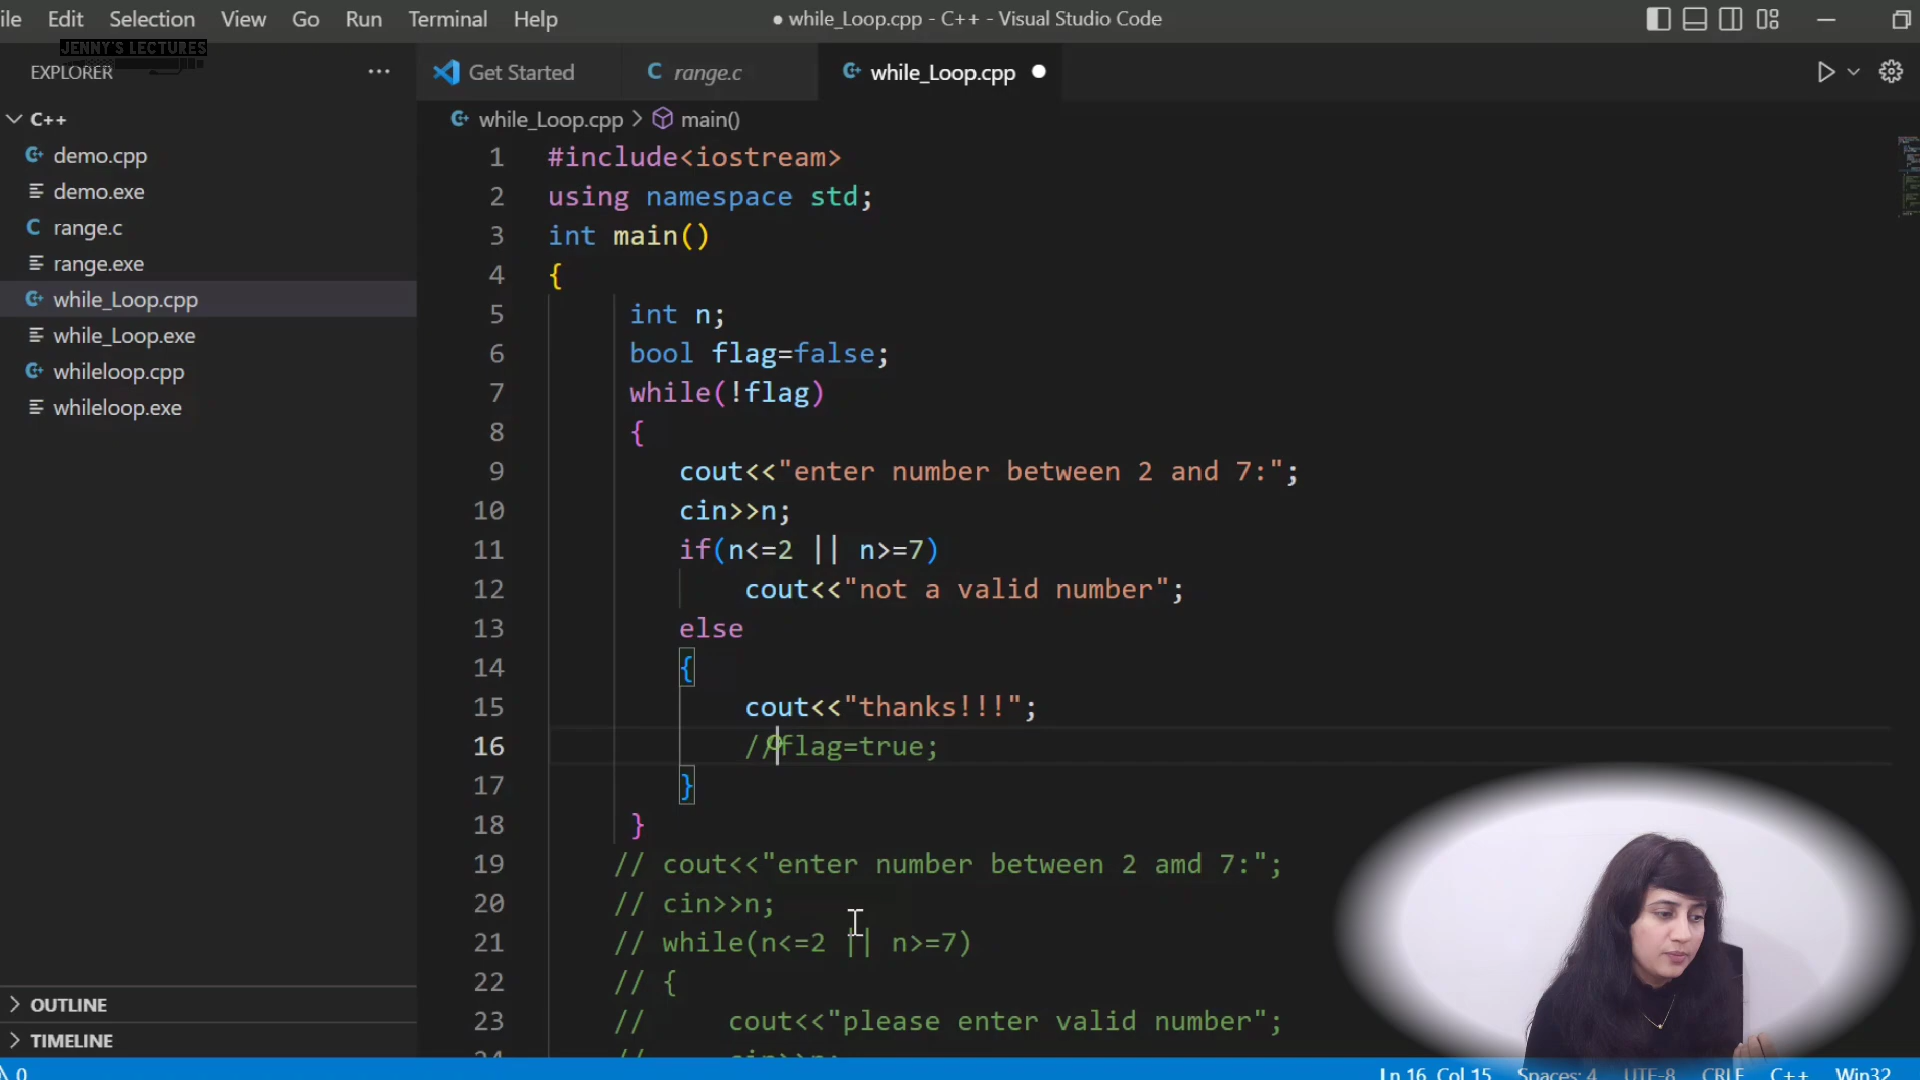 ile Edit Selection View Go Run Terminal Help
● while_Loop.cpp - C++ - Visual Studio Code
JENNY'S LECTURES
EXPLORER
Get Started
range.c
while_Loop.cpp
while_Loop.cpp > main()
C++
demo.cpp
demo.exe
range.c
range.exe
while_Loop.cpp
while_Loop.exe
whileloop.cpp
whileloop.exe
OUTLINE
TIMELINE
1 #include<iostream>
2 using namespace std;
3 int main()
4 {
5 int n;
6 bool flag=false;
7 while(!flag)
8 {
9 cout<<"enter number between 2 and 7:";
10 cin>>n;
11 if(n<=2 || n>=7)
12 cout<<"not a valid number";
13 else
14 {
15 cout<<"thanks!!!";
16 //flag=true;
17 }
18 }
19 // cout<<"enter number between 2 amd 7:";
20 // cin>>n;
21 // while(n<=2 || n>=7)
22 // {
23 // cout<<"please enter valid number";
24 // cin>>n;
0
Ln 16, Col 15 Spaces: 4 UTF-8 CRLF C++ Win32